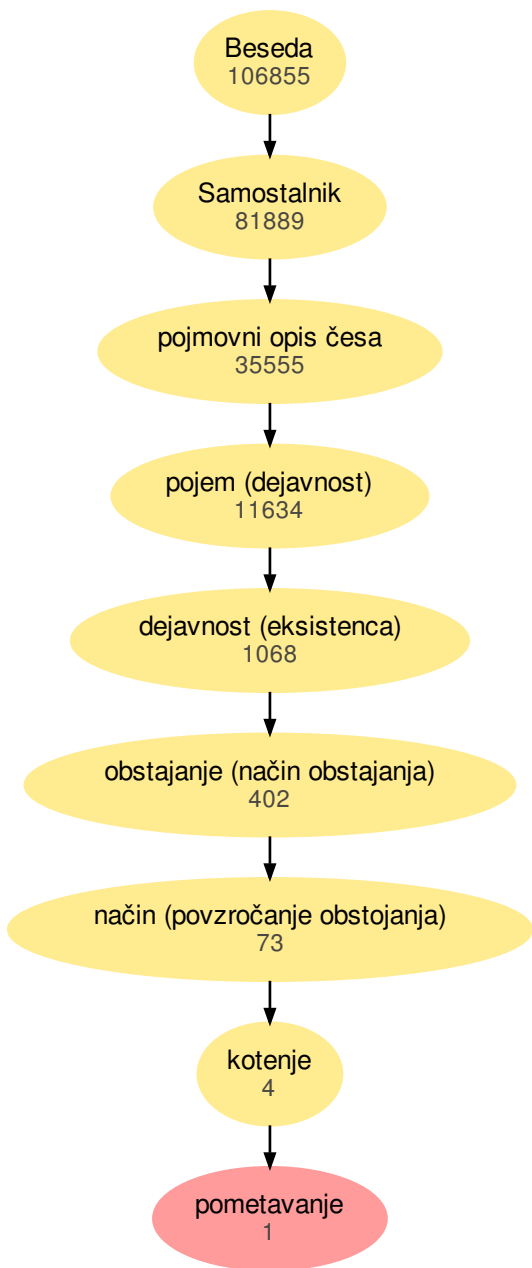 Beseda
106855
Samostalnik
81889
pojmovni opis česa
35555
pojem (dejavnost)
11634
dejavnost (eksistenca)
1068
obstajanje (način obstajanja)
402
način (povzročanje obstojanja)
73
kotenje
4
pometavanje
1